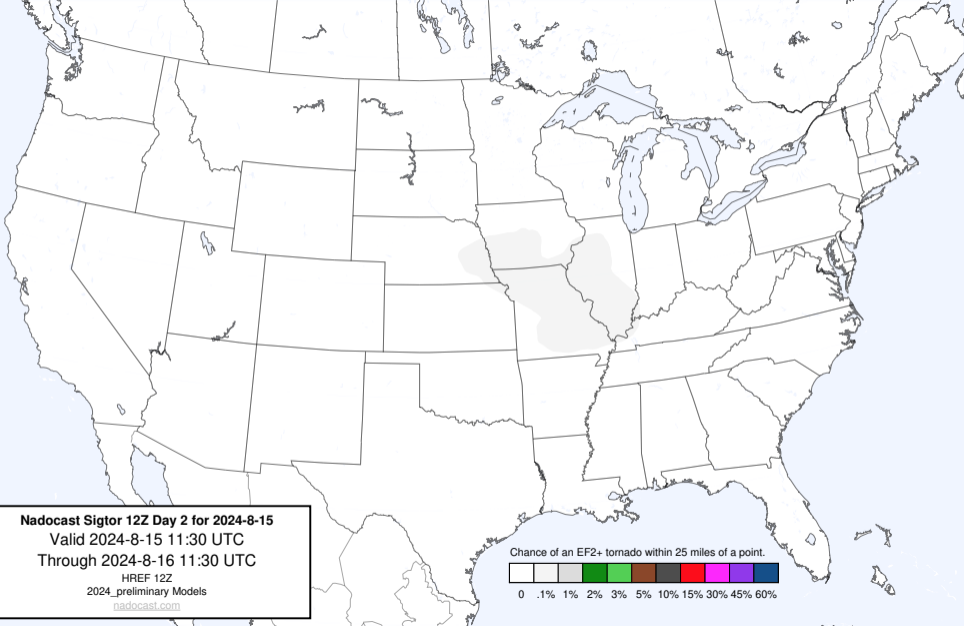 Nadocast Sigtor 12Z Day 2 for 2024-8-15
Valid 2024-8-15 11:30 UTC
Through 2024-8-16 11:30 UTC
HREF 12Z
2024_preliminary Models
nadocast.com
Chance of an EF2+ tornado within 25 miles of a point.
0 .1% 1% 2% 3% 5% 10% 15% 30% 45% 60%